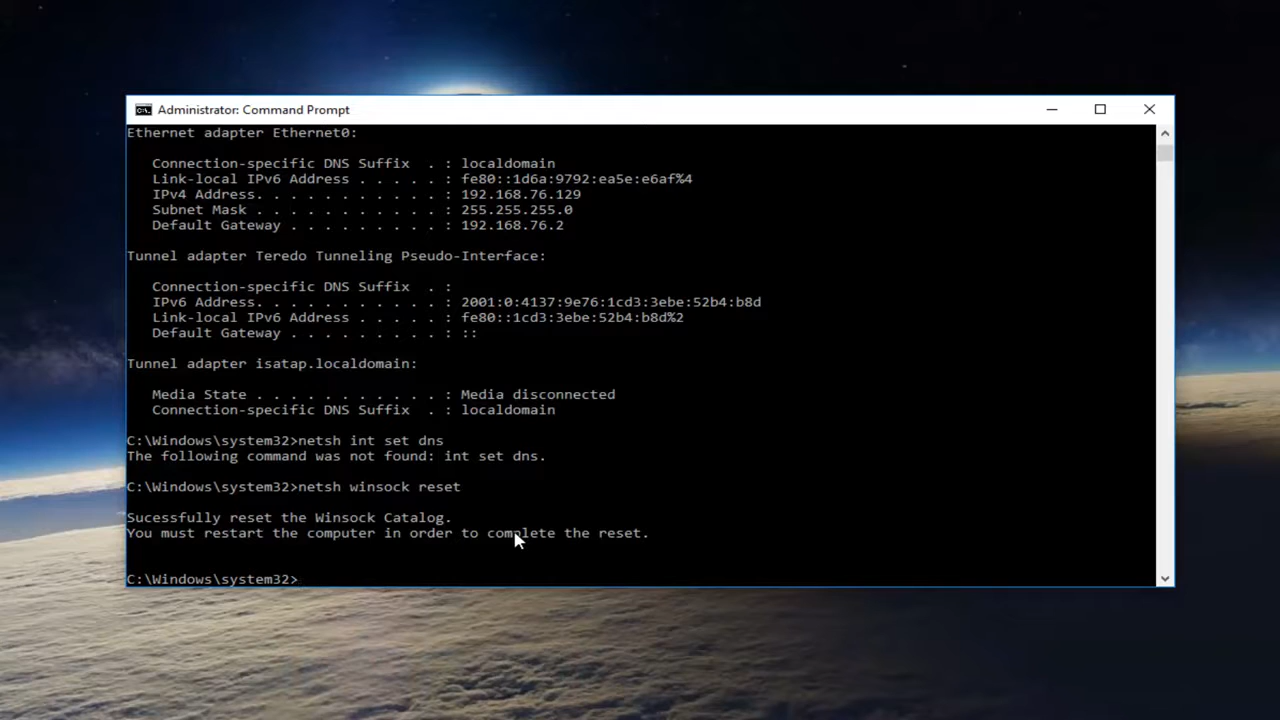 Administrator: Command Prompt
Ethernet adapter Ethernet0:
Connection-specific DNS Suffix . : localdomain
Link-local IPv6 Address . . . . . : fe80::1d6a:9792:ea5e:e6af%4
IPv4 Address. . . . . . . . . . . : 192.168.76.129
Subnet Mask . . . . . . . . . . . : 255.255.255.0
Default Gateway . . . . . . . . . : 192.168.76.2
Tunnel adapter Teredo Tunneling Pseudo-Interface:
Connection-specific DNS Suffix . :
IPv6 Address. . . . . . . . . . . : 2001:0:4137:9e76:1cd3:3ebe:52b4:b8d
Link-local IPv6 Address . . . . . : fe80::1cd3:3ebe:52b4:b8d%2
Default Gateway . . . . . . . . . : ::
Tunnel adapter isatap.localdomain:
Media State . . . . . . . . . . . : Media disconnected
Connection-specific DNS Suffix . : localdomain
C:\Windows\system32>netsh int set dns
The following command was not found: int set dns.
C:\Windows\system32>netsh winsock reset
Sucessfully reset the Winsock Catalog.
You must restart the computer in order to complete the reset.
C:\Windows\system32>